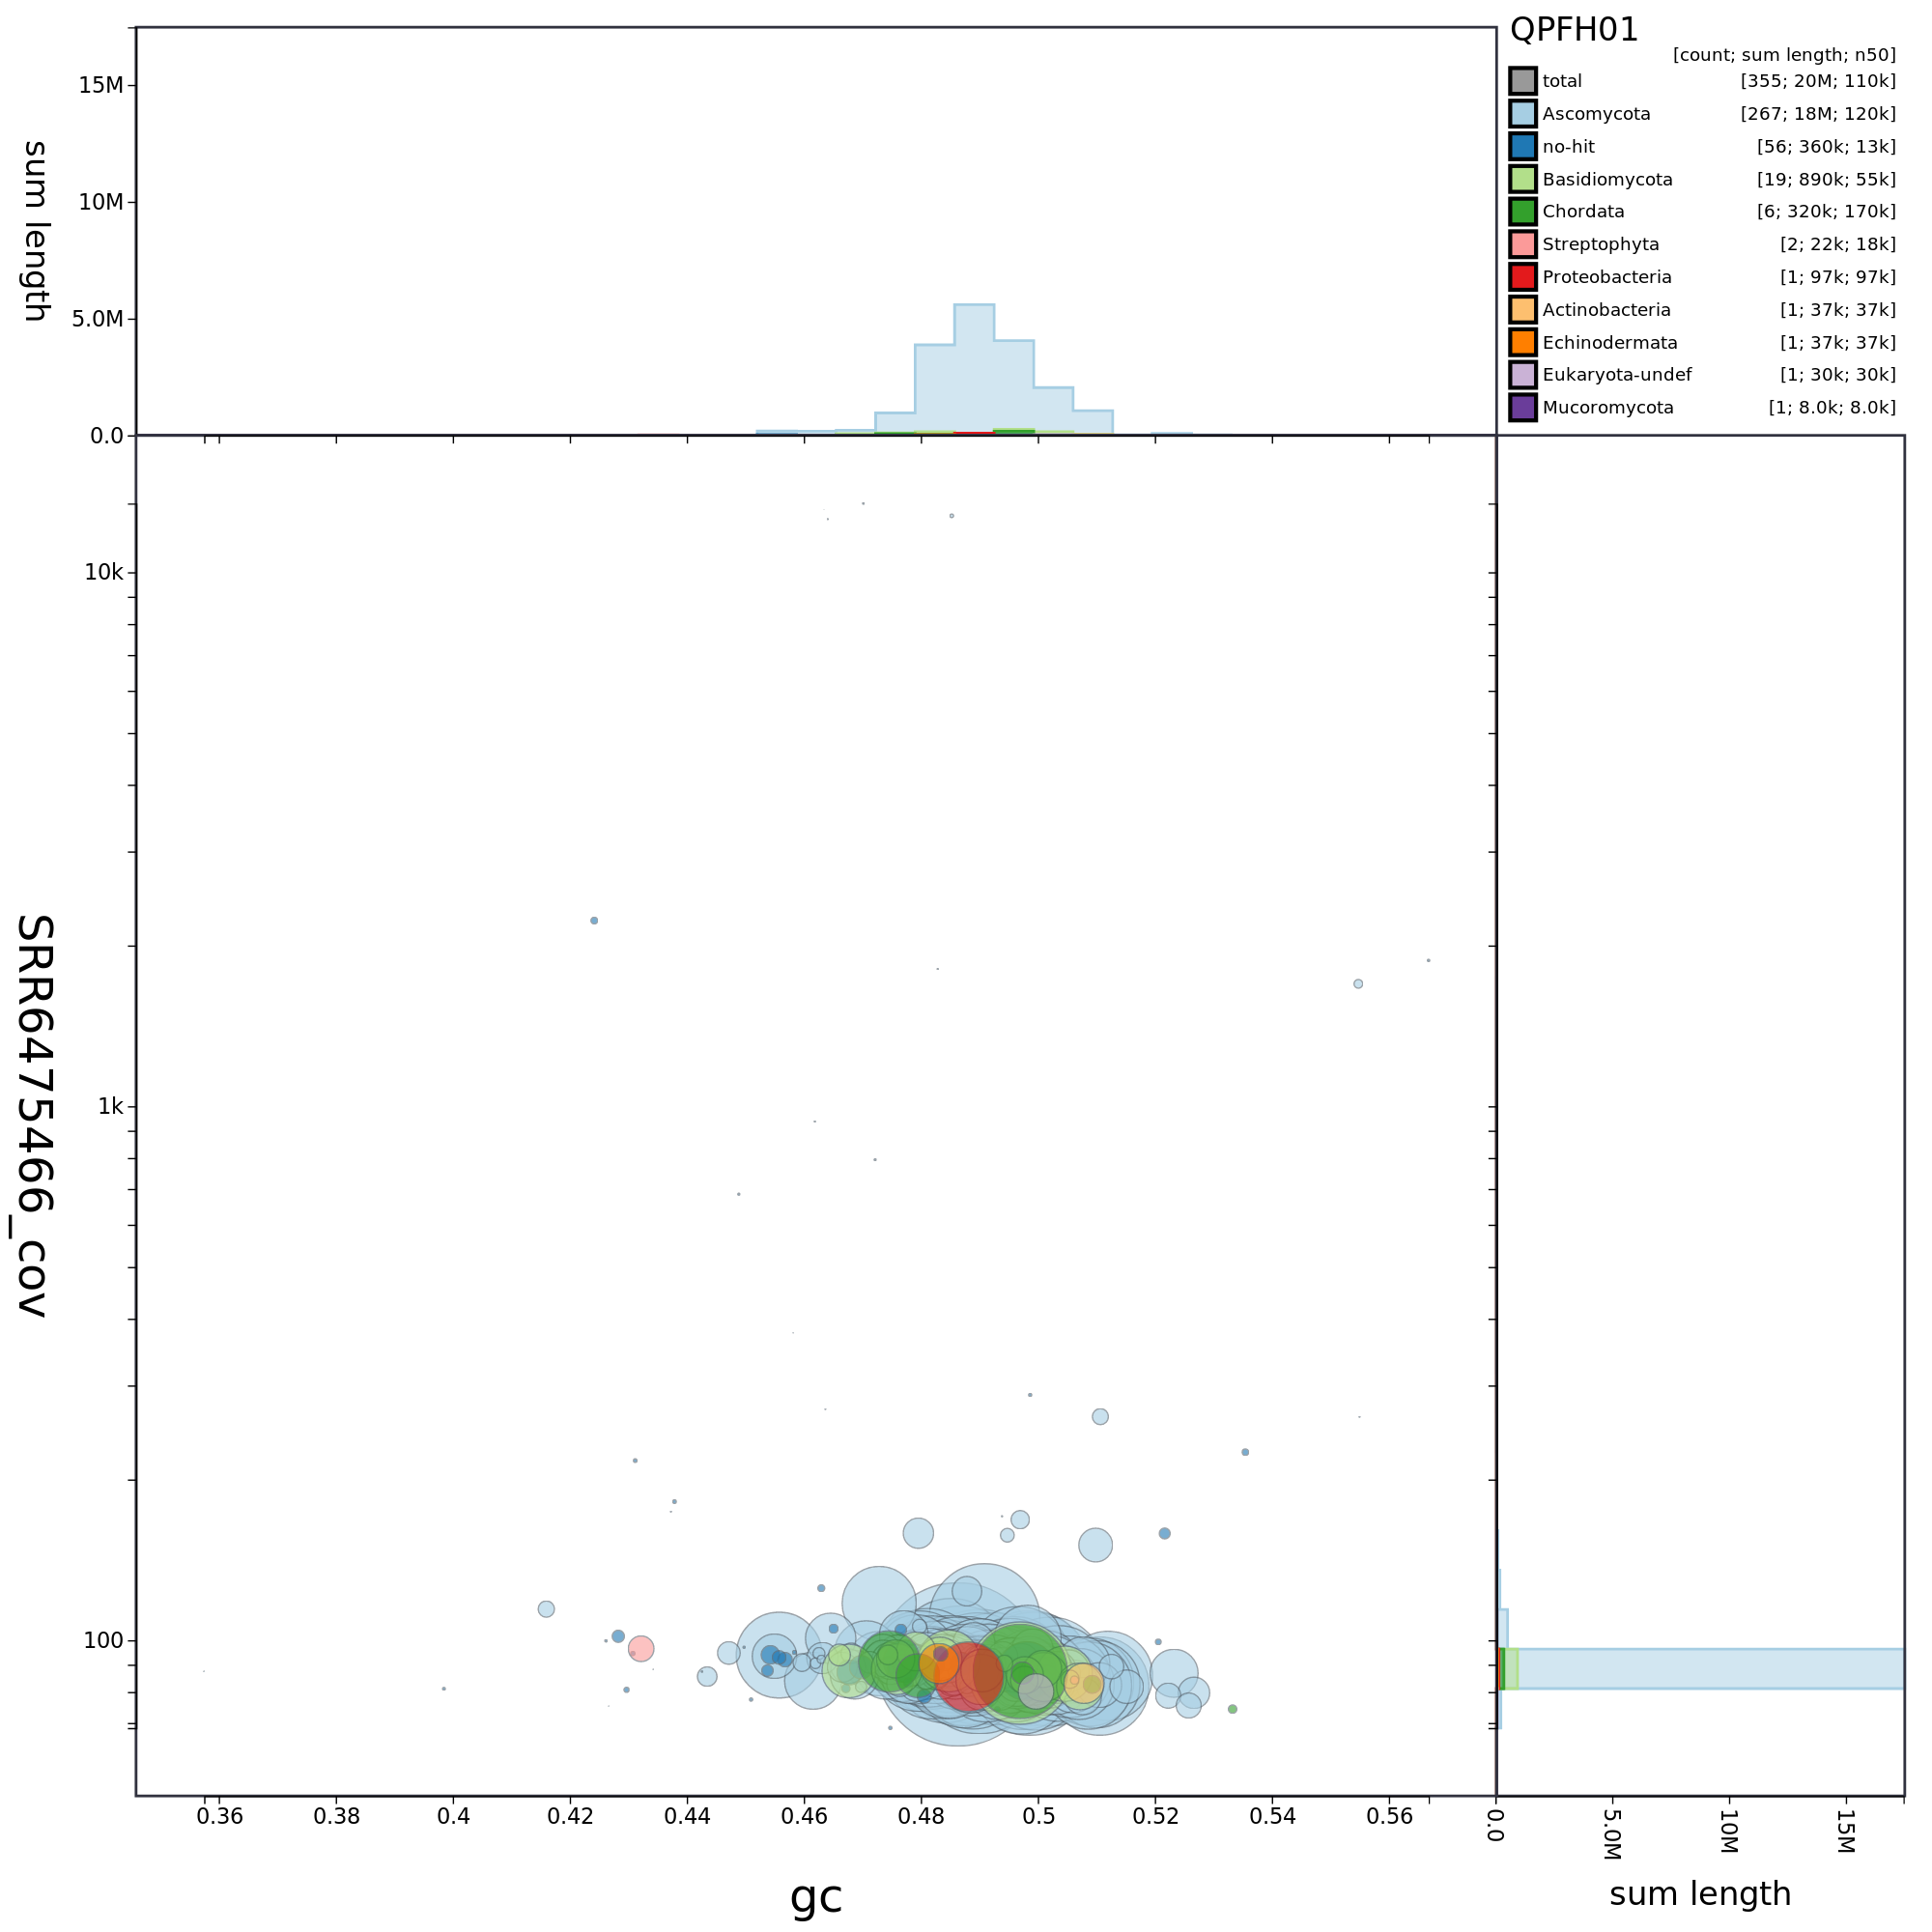 QPFH01
[count; sum length; n50]
total [355; 20M; 110k]
Ascomycota [267; 18M; 120k]
no-hit [56; 360k; 13k]
Basidiomycota [19; 890k; 55k]
Chordata [6; 320k; 170k]
Streptophyta [2; 22k; 18k]
Proteobacteria [1; 97k; 97k]
Actinobacteria [1; 37k; 37k]
Echinodermata [1; 37k; 37k]
Eukaryota-undef [1; 30k; 30k]
Mucoromycota [1; 8.0k; 8.0k]
sum length
15M
10M
5.0M
0.0
SRR6475466_cov
10k
1k
100
0.36 0.38 0.4 0.42 0.44 0.46 0.48 0.5 0.52 0.54 0.56
gc
0.0 5.0M 10M 15M
sum length